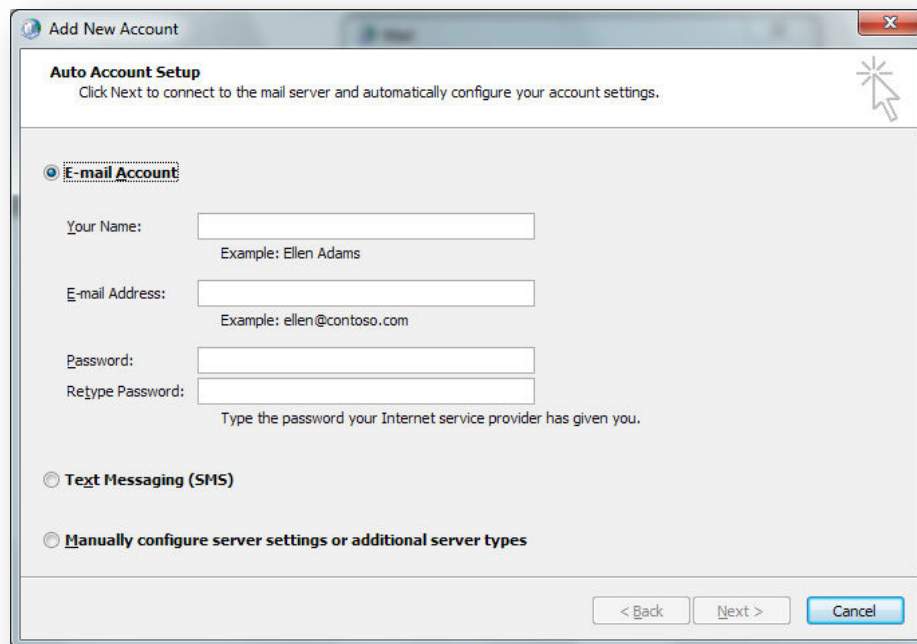 Add New Account
Auto Account Setup
Click Next to connect to the mail server and automatically configure your account settings.
E-mail Account
Your Name:
Example: Ellen Adams
E-mail Address:
Example: ellen@contoso.com
Password:
Retype Password:
Type the password your Internet service provider has given you.
Text Messaging (SMS)
Manually configure server settings or additional server types
< Back Next > Cancel